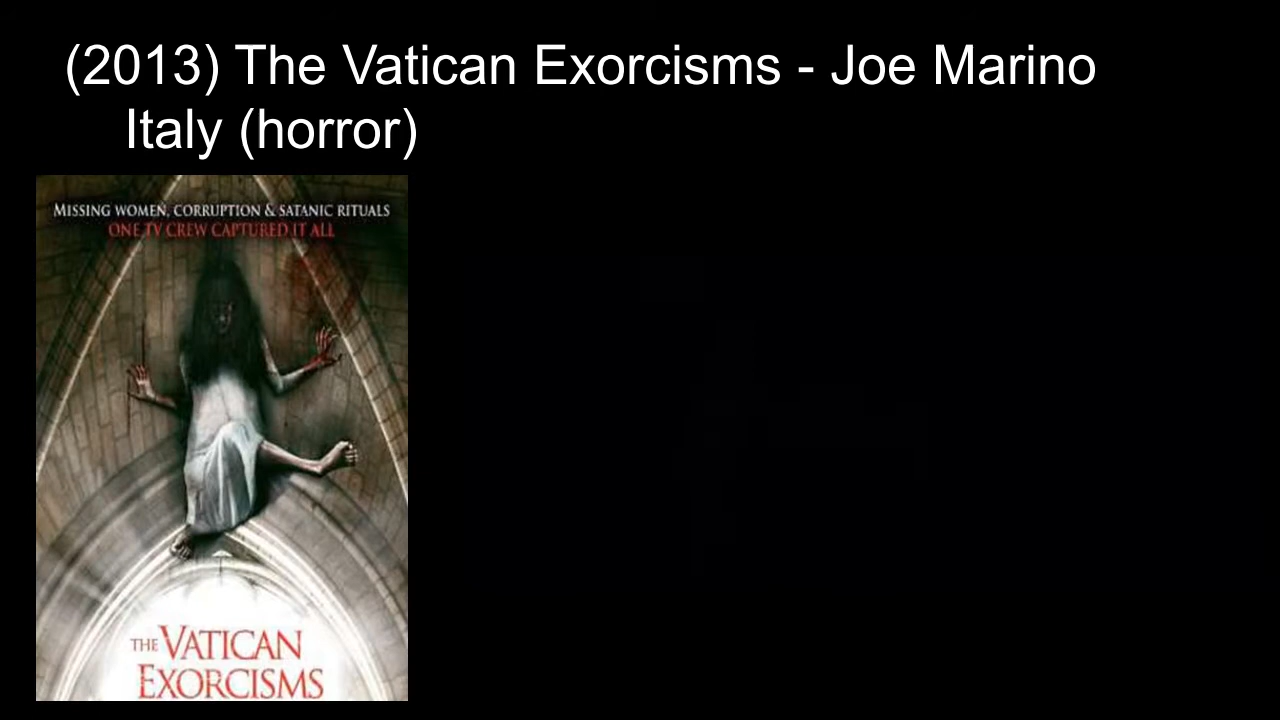 (2013) The Vatican Exorcisms - Joe Marino
Italy (horror)
MISSING WOMEN, CORRUPTION & SATANIC RITUALS
ONE TV CREW CAPTURED IT ALL
THE VATICAN
EXORCISMS